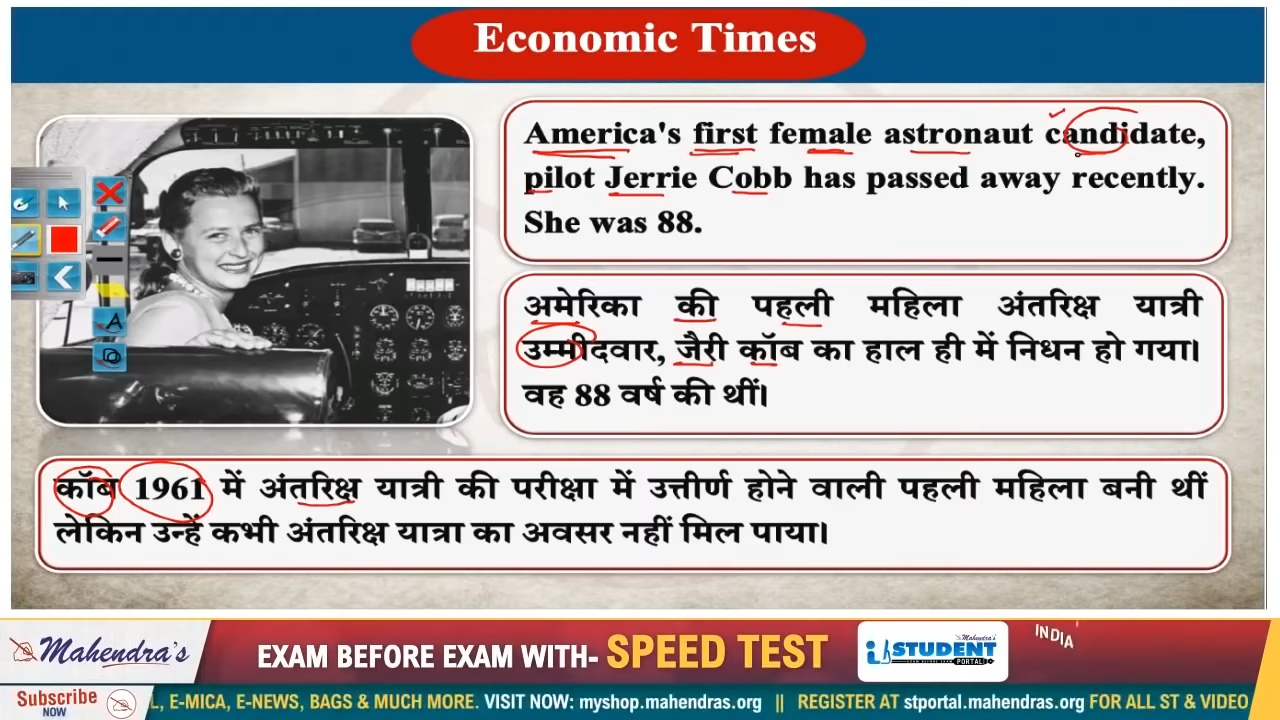 Economic Times
America's first female astronaut candidate,
pilot Jerrie Cobb has passed away recently.
She was 88.
अमेरिका की पहली महिला अंतरिक्ष यात्री
उम्मीदवार, जैरी कॉब का हाल ही में निधन हो गया।
वह 88 वर्ष की थीं।
कॉब 1961 में अंतरिक्ष यात्री की परीक्षा में उत्तीर्ण होने वाली पहली महिला बनी थीं
लेकिन उन्हें कभी अंतरिक्ष यात्रा का अवसर नहीं मिल पाया।
Mahendra's
EXAM BEFORE EXAM WITH- SPEED TEST
Mahendra's
STUDENT
PORTAL
INDIA
Subscribe
NOW
L, E-MICA, E-NEWS, BAGS & MUCH MORE. VISIT NOW: myshop.mahendras.org || REGISTER AT stportal.mahendras.org FOR ALL ST & VIDEO